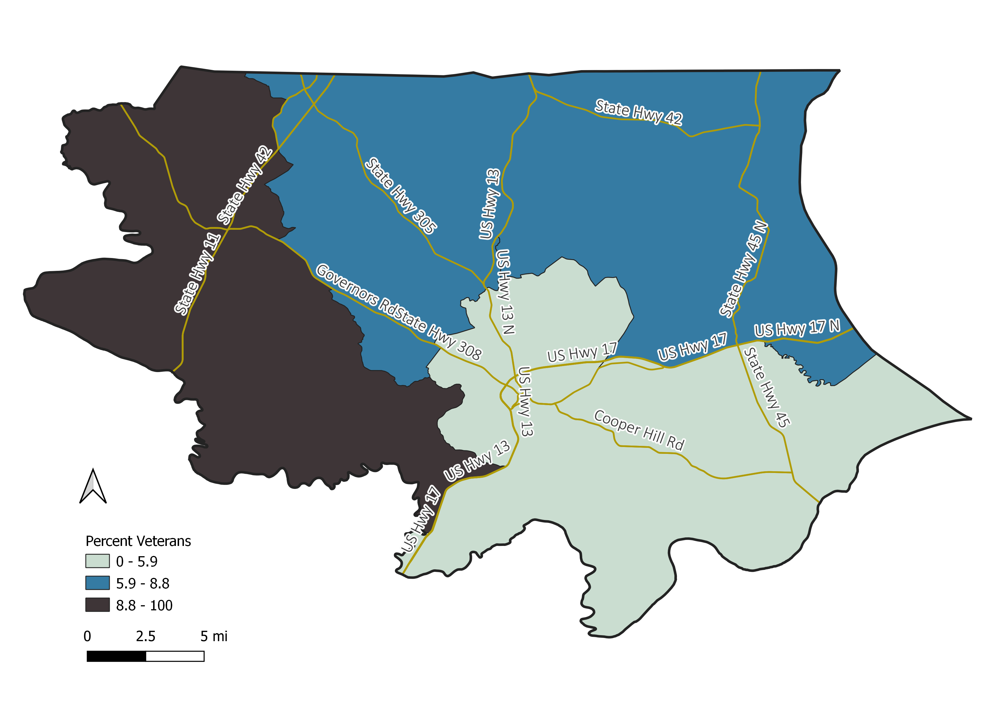 State Hwy 42
State Hwy 42
State Hwy 305
US Hwy 13
State Hwy 45 N
State Hwy 11
US Hwy 13 N
Governors Rd
State Hwy 308
US Hwy 17 N
US Hwy 17
US Hwy 17
State Hwy 45
US Hwy 13
Cooper Hill Rd
US Hwy 13
US Hwy 17
Percent Veterans
0 - 5.9
5.9 - 8.8
8.8 - 100
0 2.5 5 mi